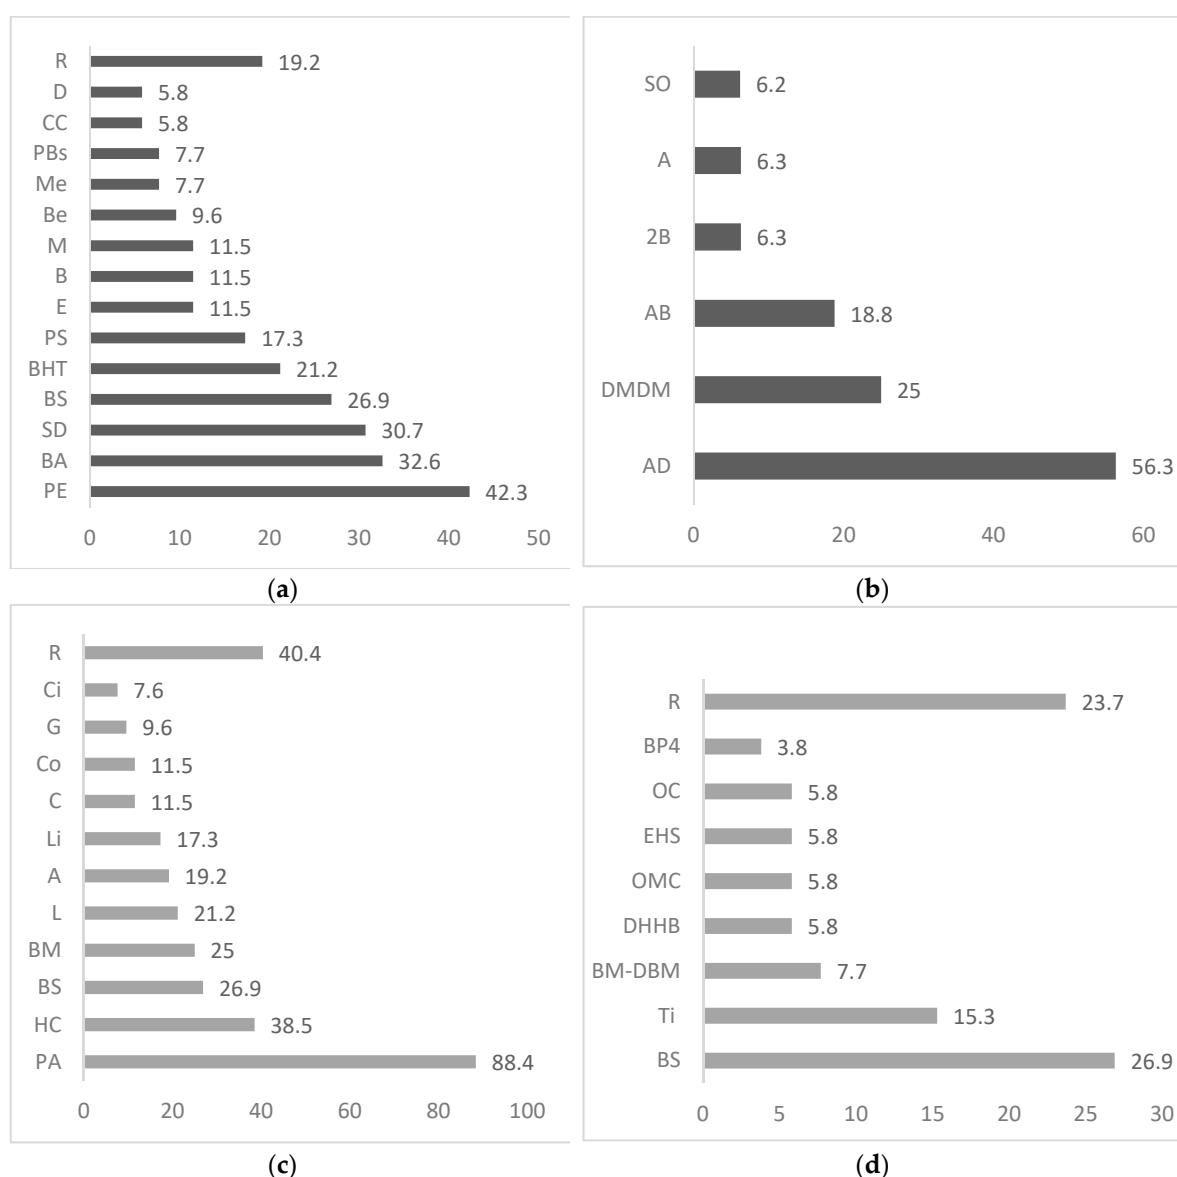 R 19.2
D 5.8
CC 5.8
PBs 7.7
Me 7.7
Be 9.6
M 11.5
B 11.5
E 11.5
PS 17.3
BHT 21.2
BS 26.9
SD 30.7
BA 32.6
PE 42.3
0 10 20 30 40 50
(a)
SO 6.2
A 6.3
2B 6.3
AB 18.8
DMDM 25
AD 56.3
0 20 40 60
(b)
R 40.4
Ci 7.6
G 9.6
Co 11.5
C 11.5
Li 17.3
A 19.2
L 21.2
BM 25
BS 26.9
HC 38.5
PA 88.4
0 20 40 60 80 100
(c)
R 23.7
BP4 3.8
OC 5.8
EHS 5.8
OMC 5.8
DHHB 5.8
BM-DBM 7.7
Ti 15.3
BS 26.9
0 5 10 15 20 25 30
(d)